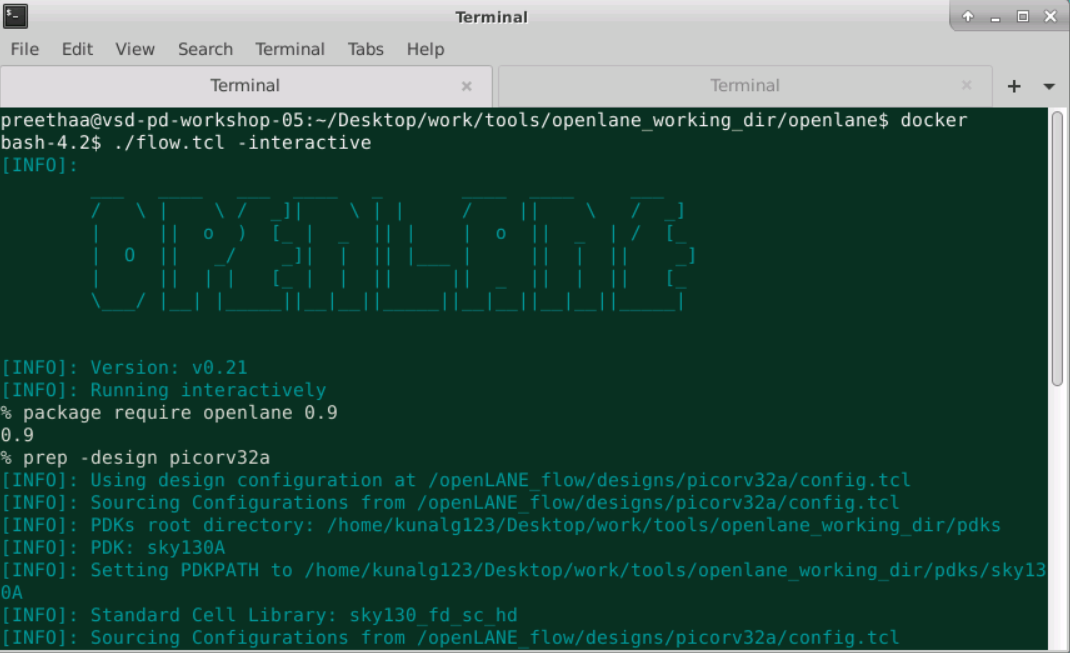 Terminal
File Edit View Search Terminal Tabs Help
Terminal Terminal
preethaa@vsd-pd-workshop-05:~/Desktop/work/tools/openlane_working_dir/openlane$ docker
bash-4.2$ ./flow.tcl -interactive
[INFO]:
OPENLANE
[INFO]: Version: v0.21
[INFO]: Running interactively
% package require openlane 0.9
0.9
% prep -design picorv32a
[INFO]: Using design configuration at /openLANE_flow/designs/picorv32a/config.tcl
[INFO]: Sourcing Configurations from /openLANE_flow/designs/picorv32a/config.tcl
[INFO]: PDKs root directory: /home/kunalg123/Desktop/work/tools/openlane_working_dir/pdks
[INFO]: PDK: sky130A
[INFO]: Setting PDKPATH to /home/kunalg123/Desktop/work/tools/openlane_working_dir/pdks/sky13
0A
[INFO]: Standard Cell Library: sky130_fd_sc_hd
[INFO]: Sourcing Configurations from /openLANE_flow/designs/picorv32a/config.tcl